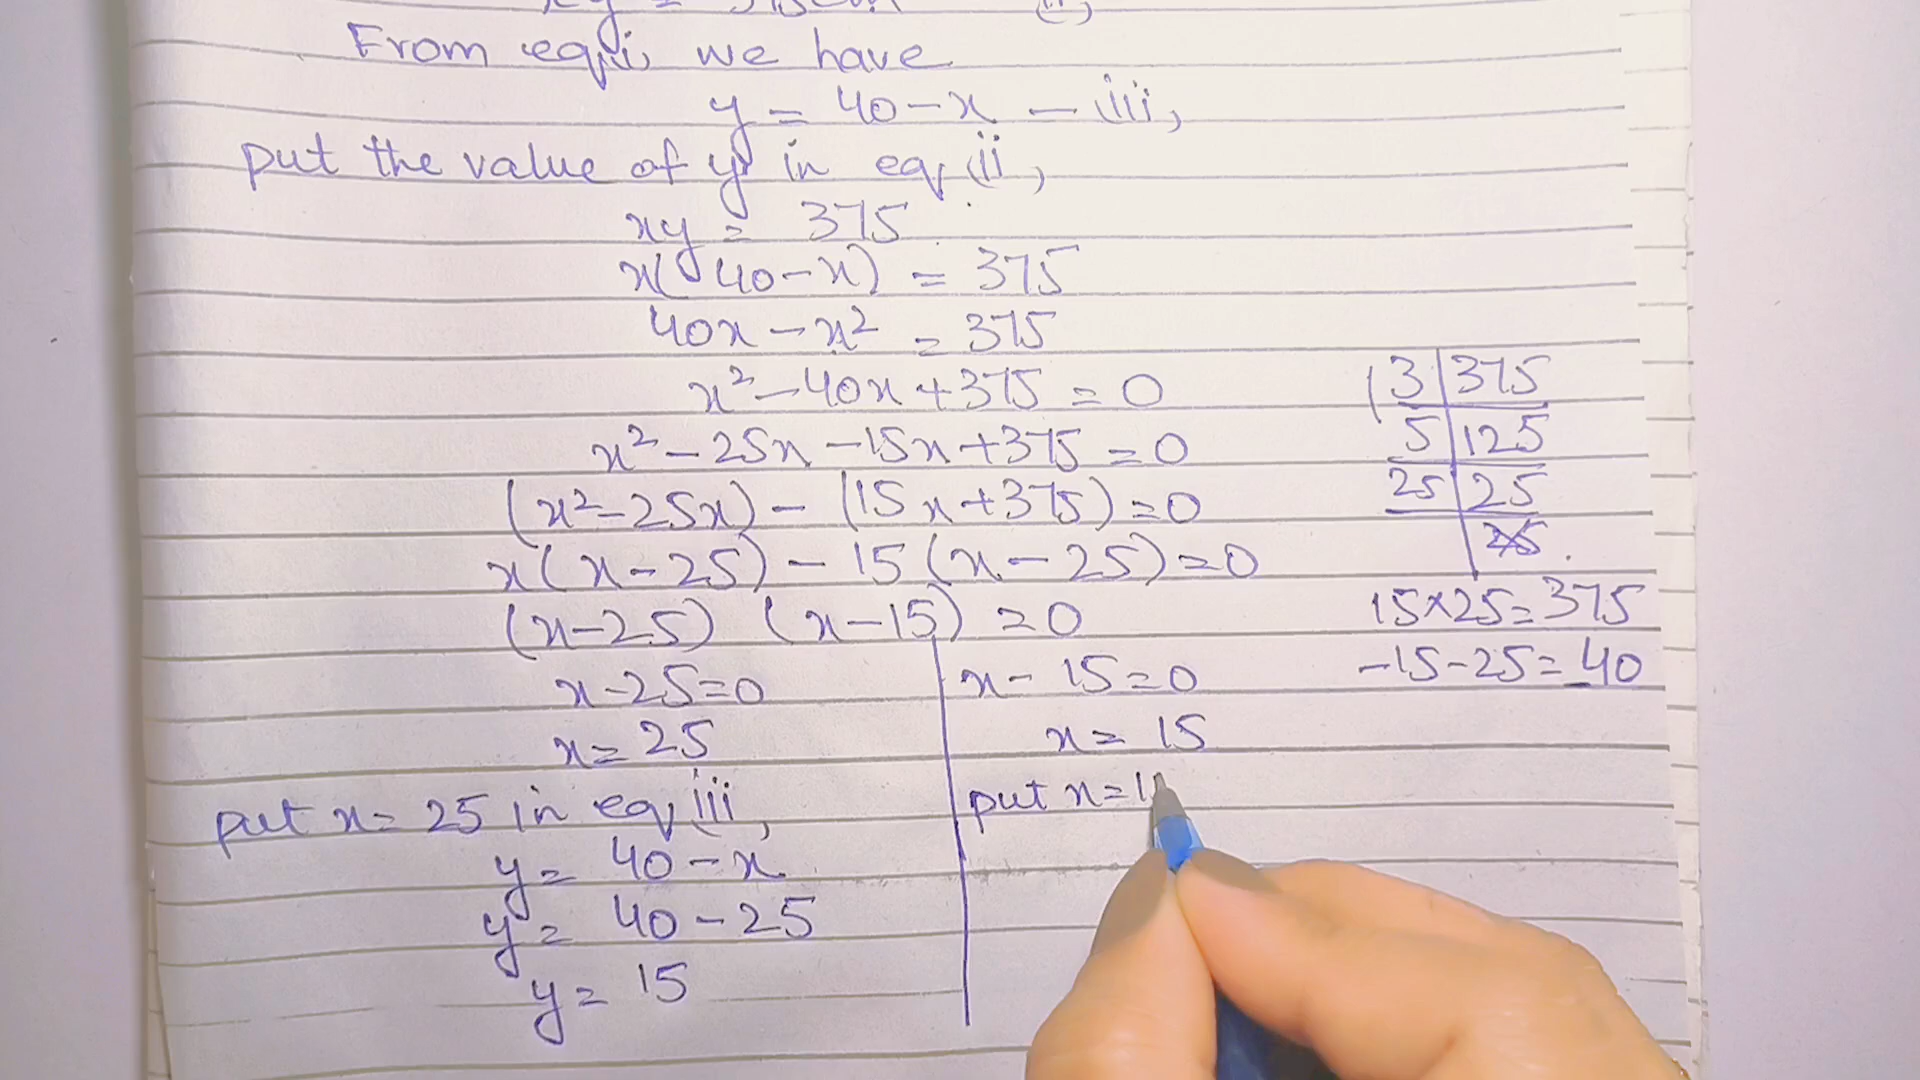 From eq i, we have
y = 40 - x - iii,
put the value of y in eq ii,
xy = 375
x(40-x) = 375
40x - x² = 375
x² - 40x + 375 = 0
x² - 25x - 15x + 375 = 0
(x² - 25x) - (15x + 375) = 0
x(x - 25) - 15(x - 25) = 0
(x - 25) (x - 15) = 0
x - 25 = 0
x = 25
put x = 25 in eq iii,
y = 40 - x
y = 40 - 25
y = 15
x - 15 = 0
x = 15
put x = 1
3 | 375
5 | 125
25 | 25
15 x 25 = 375
-15 - 25 = 40